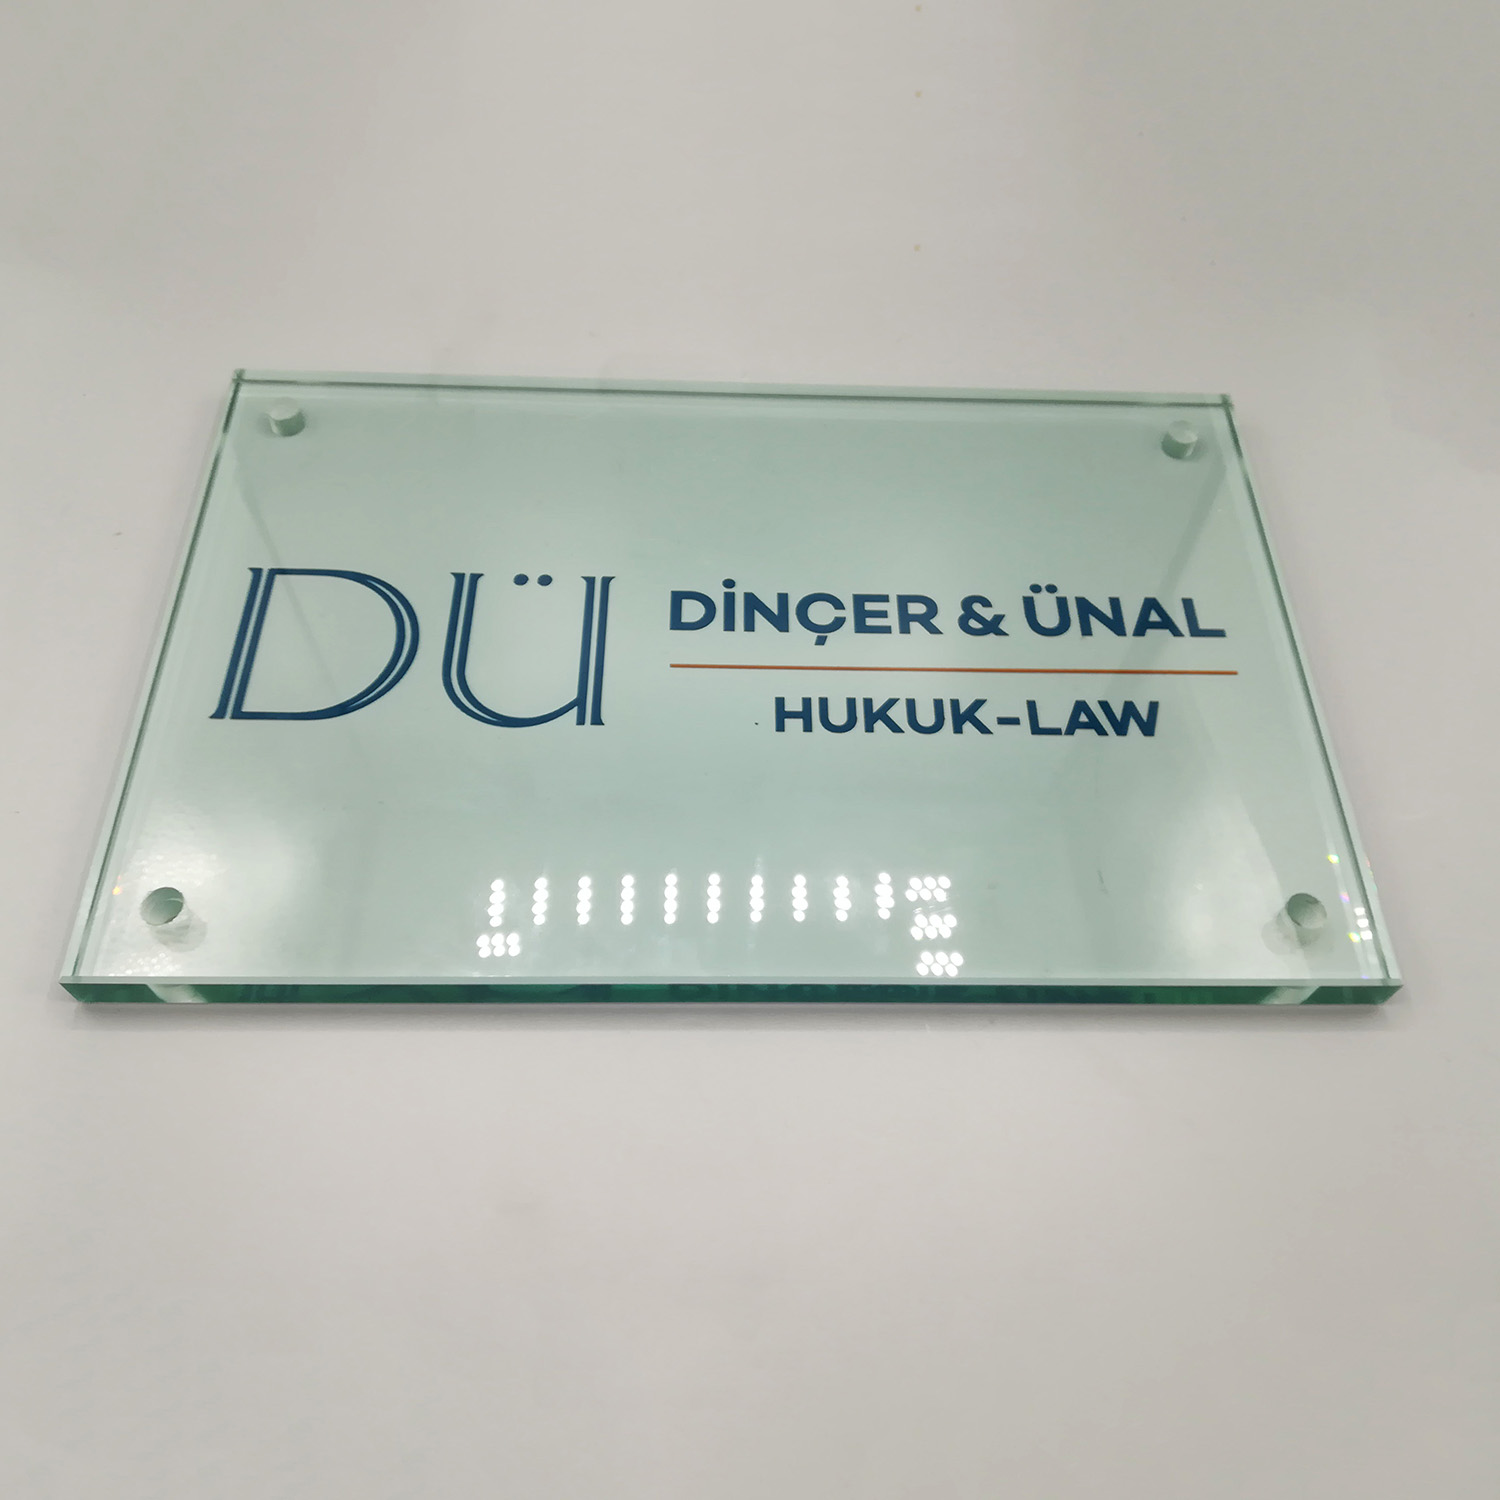 DÜ
DİNÇER & ÜNAL
HUKUK-LAW